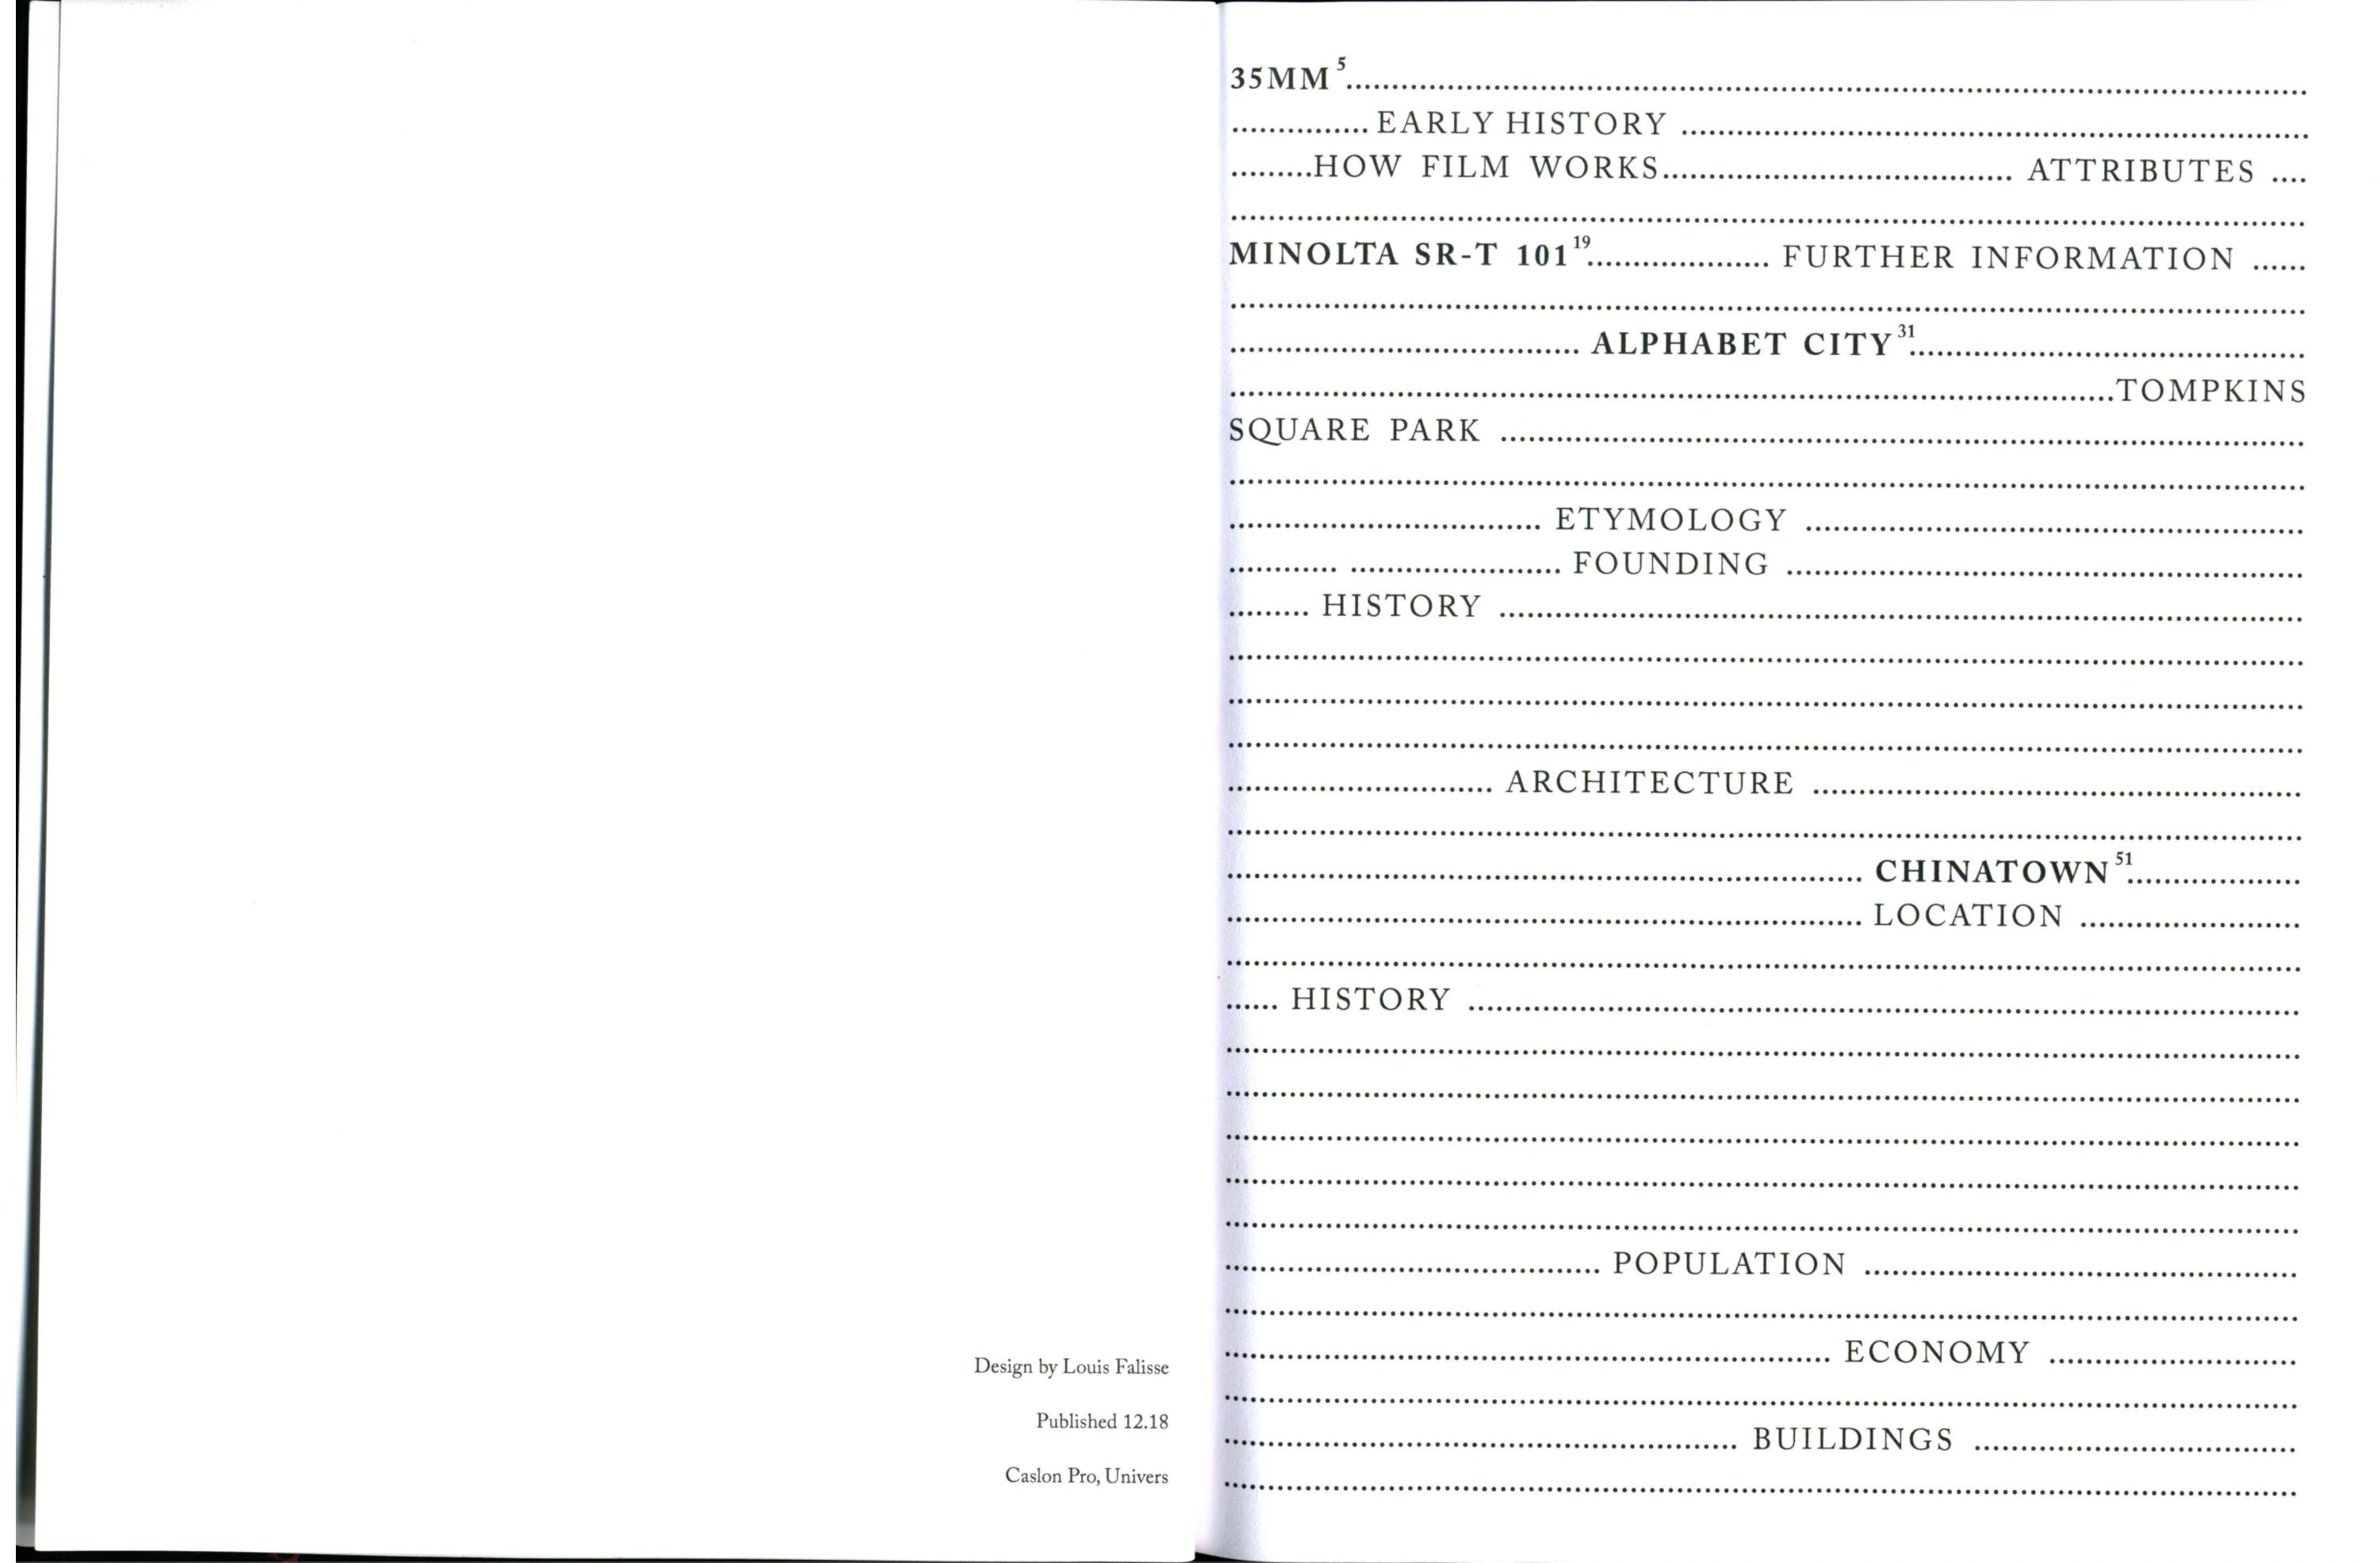 Design by Louis Falisse
Published 12.18
Caslon Pro, Univers
35MM 5..........................................................................................
............... EARLY HISTORY ......................................................................
.........HOW FILM WORKS....................................... ATTRIBUTES ....
........................................................................................................................
MINOLTA SR-T 101 19.................... FURTHER INFORMATION ......
........................................................................................................................
....................................... ALPHABET CITY 31............................................
...................................................................................................TOMPKINS
SQUARE PARK ..........................................................................................
........................................................................................................................
................................... ETYMOLOGY ........................................................
............ ....................... FOUNDING ..........................................................
......... HISTORY ..........................................................................................
........................................................................................................................
........................................................................................................................
........................................................................................................................
.............................. ARCHITECTURE .......................................................
........................................................................................................................
....................................................................... CHINATOWN 51...................
....................................................................... LOCATION .........................
........................................................................................................................
...... HISTORY .............................................................................................
........................................................................................................................
........................................................................................................................
........................................................................................................................
........................................................................................................................
........................................................................................................................
.......................................... POPULATION ................................................
........................................................................................................................
.................................................................... ECONOMY ............................
........................................................................................................................
......................................................... BUILDINGS ....................................
........................................................................................................................